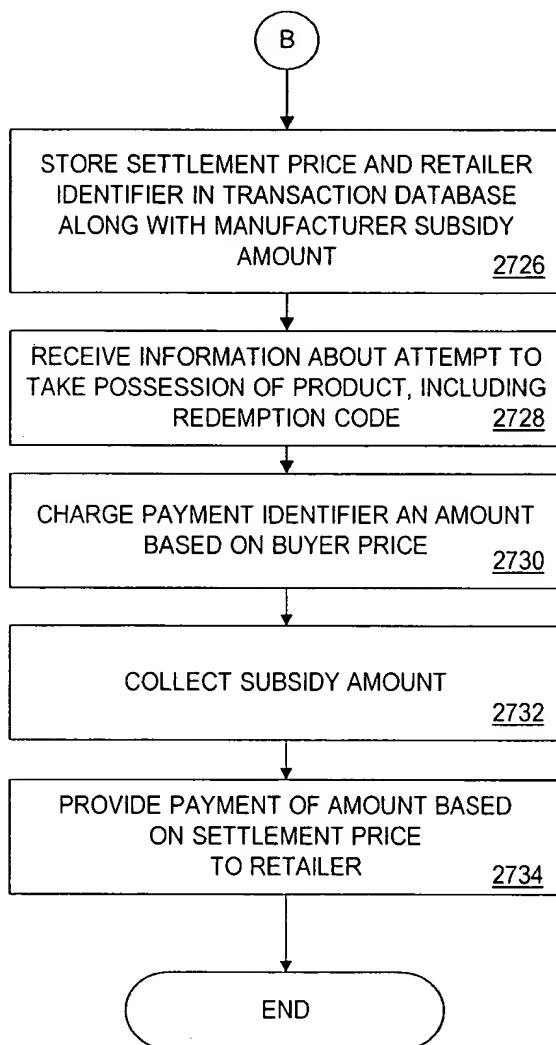 B
STORE SETTLEMENT PRICE AND RETAILER
IDENTIFIER IN TRANSACTION DATABASE
ALONG WITH MANUFACTURER SUBSIDY
AMOUNT
2726
RECEIVE INFORMATION ABOUT ATTEMPT TO
TAKE POSSESSION OF PRODUCT, INCLUDING
REDEMPTION CODE
2728
CHARGE PAYMENT IDENTIFIER AN AMOUNT
BASED ON BUYER PRICE
2730
COLLECT SUBSIDY AMOUNT
2732
PROVIDE PAYMENT OF AMOUNT BASED
ON SETTLEMENT PRICE
TO RETAILER
2734
END